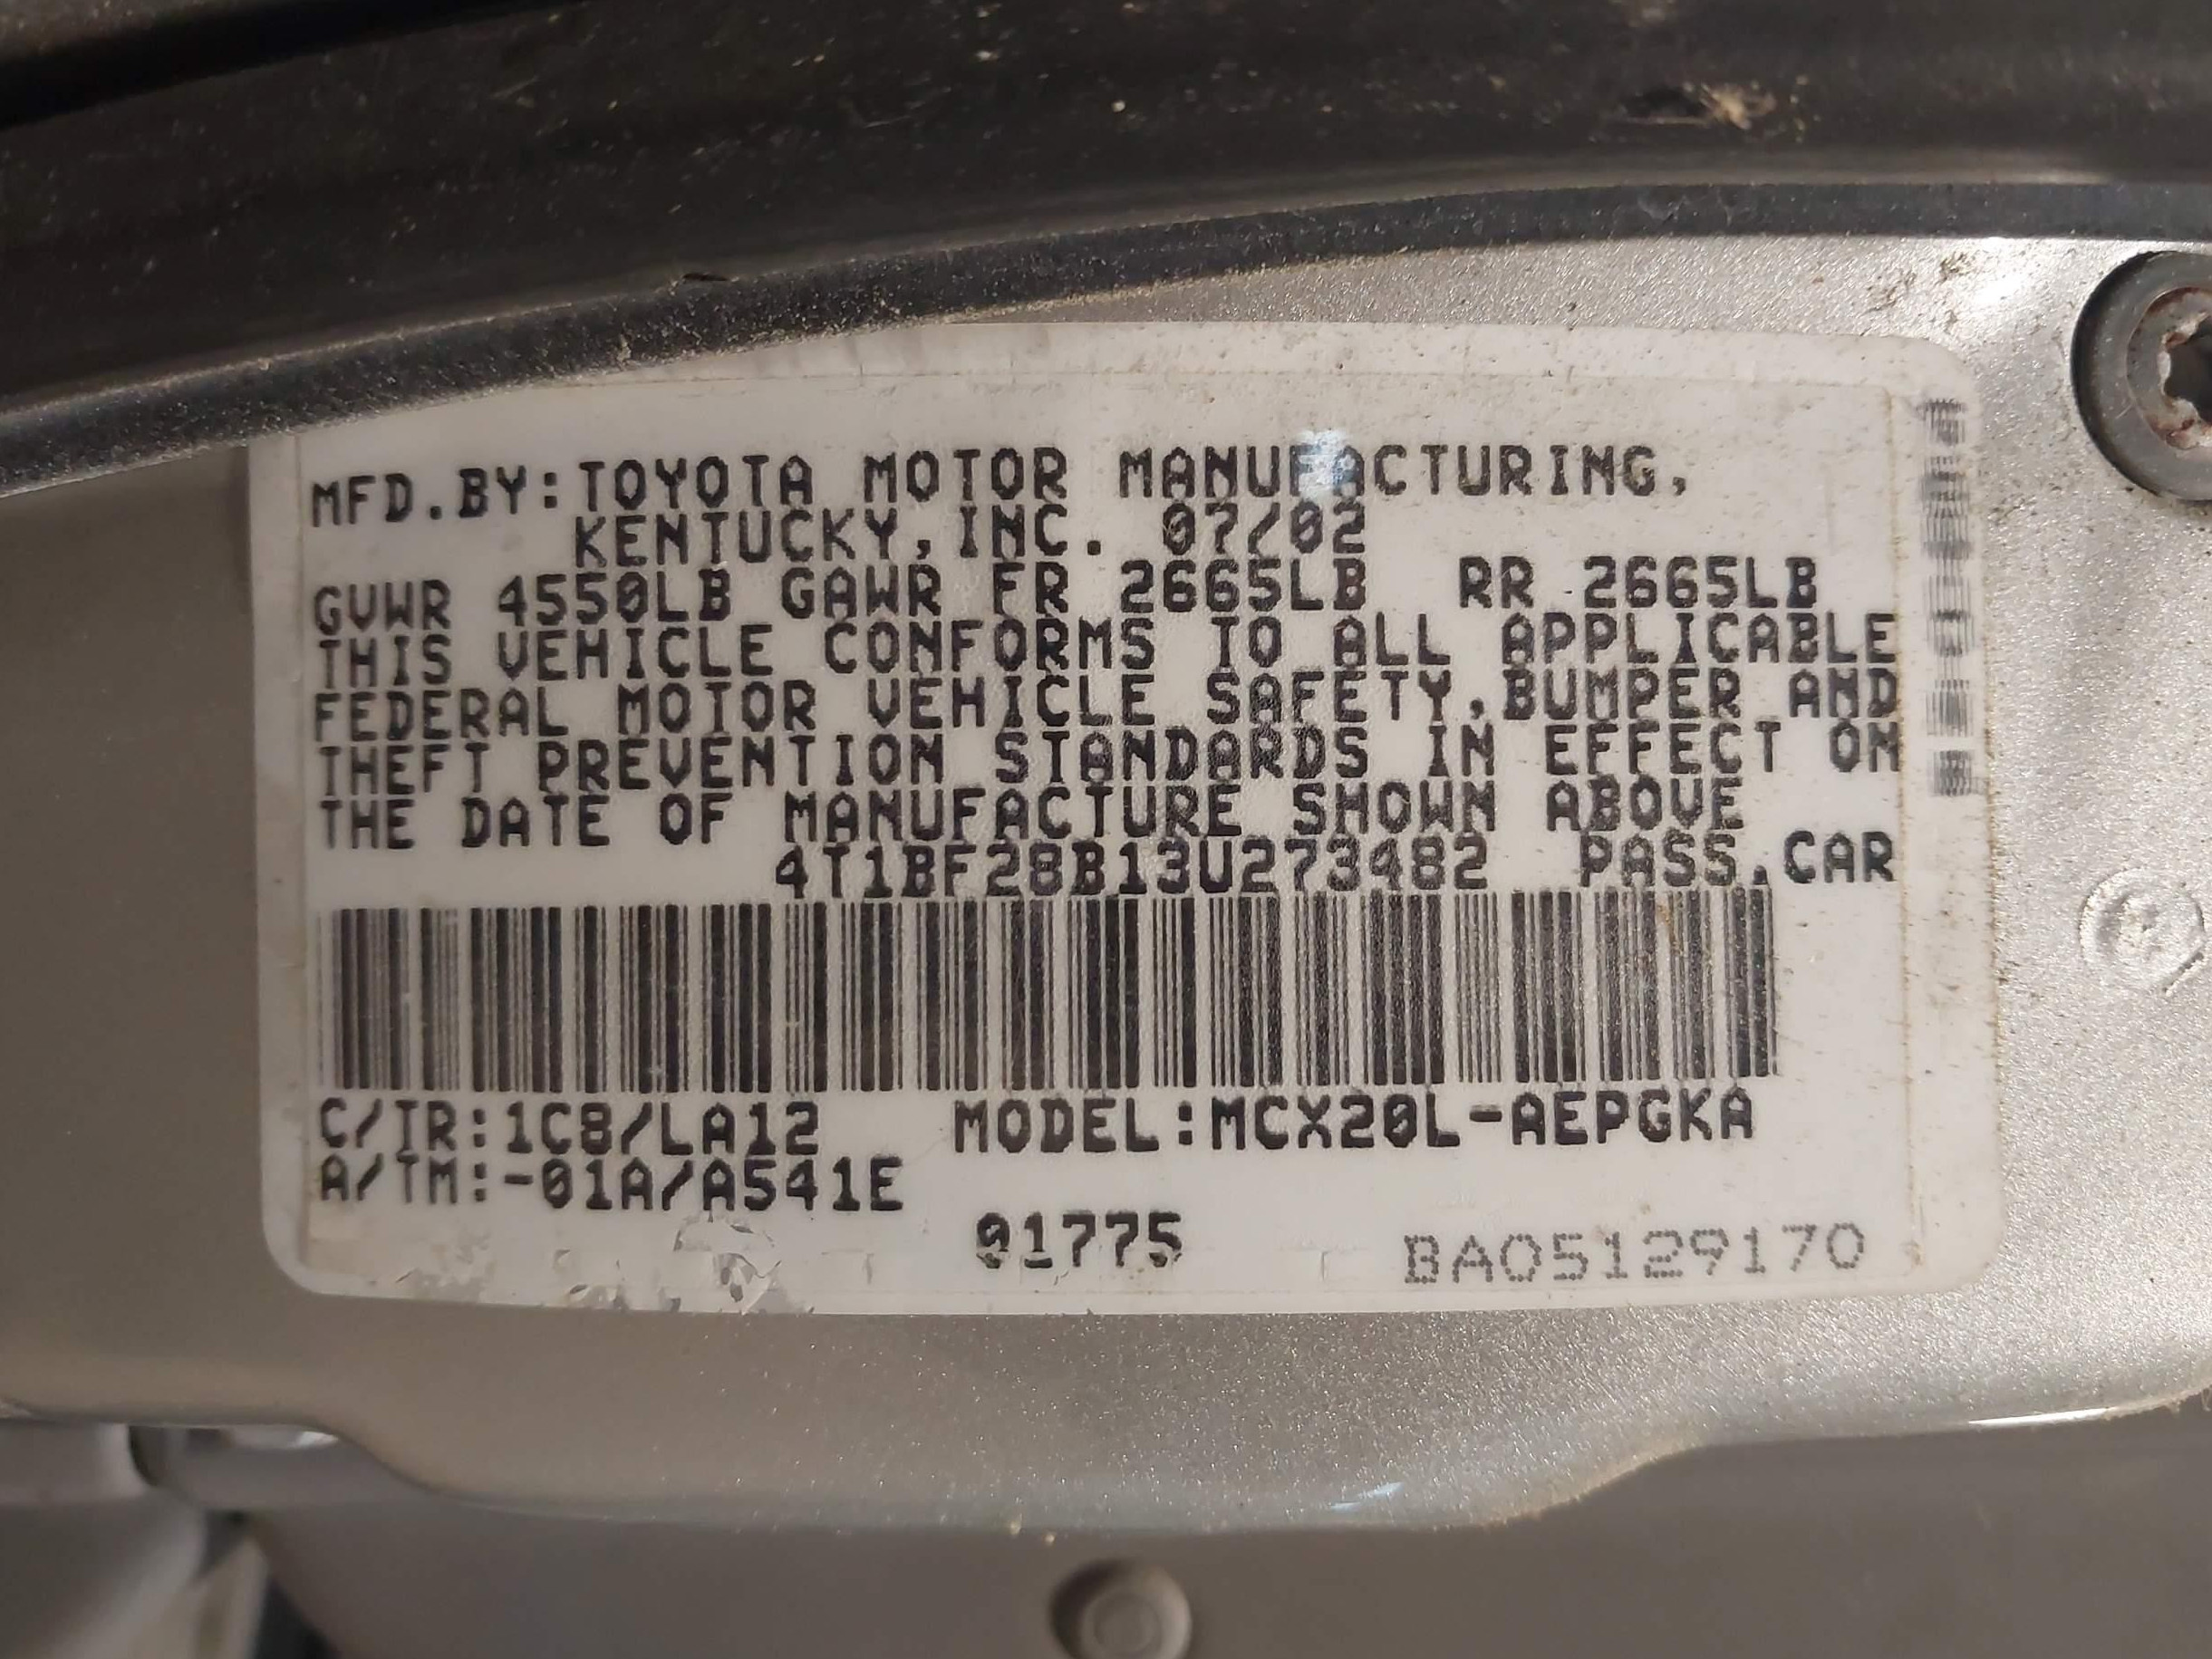 MFD.BY:TOYOTA MOTOR MANUFACTURING,
KENTUCKY,INC. 07/02
GVWR 4550LB GAWR FR 2665LB RR 2665LB
THIS VEHICLE CONFORMS TO ALL APPLICABLE
FEDERAL MOTOR VEHICLE SAFETY,BUMPER AND
THEFT PREVENTION STANDARDS IN EFFECT ON
THE DATE OF MANUFACTURE SHOWN ABOVE
4T1BF28B13U273482 PASS.CAR
C/TR:1C8/LA12 MODEL:MCX20L-AEPGKA
A/TM:-01A/A541E
01775 BA05129170